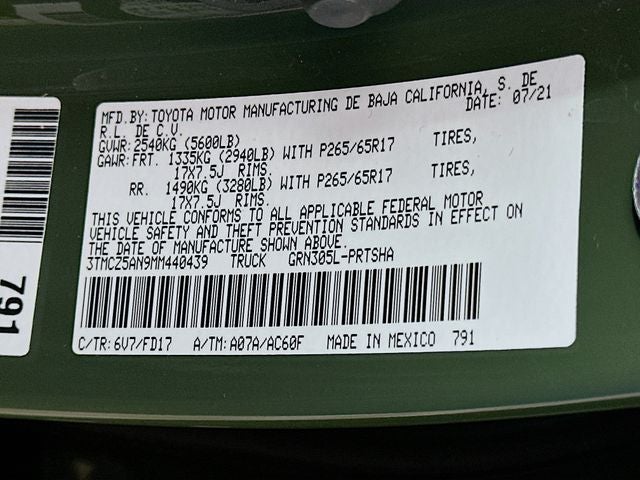 MFD.BY: TOYOTA MOTOR MANUFACTURING DE BAJA CALIFORNIA, S. DE
R.L. DE C.V. DATE: 07/21
GVWR: 2540KG (5600LB)
GAWR: FRT. 1335KG (2940LB) WITH P265/65R17 TIRES,
17X7.5J RIMS.
RR. 1490KG (3280LB) WITH P265/65R17 TIRES,
17X7.5J RIMS.
THIS VEHICLE CONFORMS TO ALL APPLICABLE FEDERAL MOTOR
VEHICLE SAFETY AND THEFT PREVENTION STANDARDS IN EFFECT ON
THE DATE OF MANUFACTURE SHOWN ABOVE.
3TMCZ5AN9MM440439 TRUCK GRN305L-PRTSHA
C/TR: 6V7/FD17 A/TM: A07A/AC60F MADE IN MEXICO 791
791